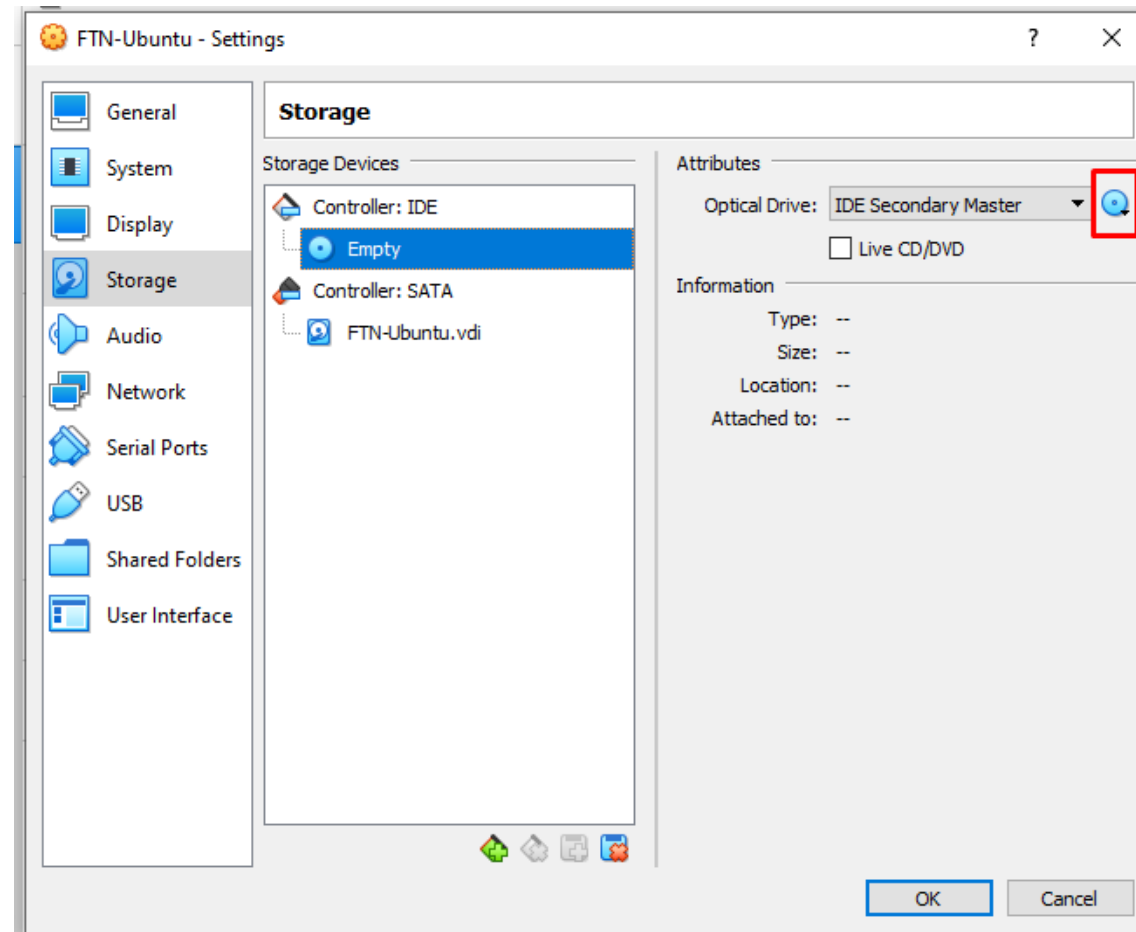 FTN-Ubuntu - Settings
?
General
System
Display
Storage
Audio
Network
Serial Ports
USB
Shared Folders
User Interface
Storage
Storage Devices
Controller: IDE
Empty
Controller: SATA
FTN-Ubuntu.vdi
Attributes
Optical Drive: IDE Secondary Master
Live CD/DVD
Information
Type: --
Size: --
Location: --
Attached to: --
OK
Cancel